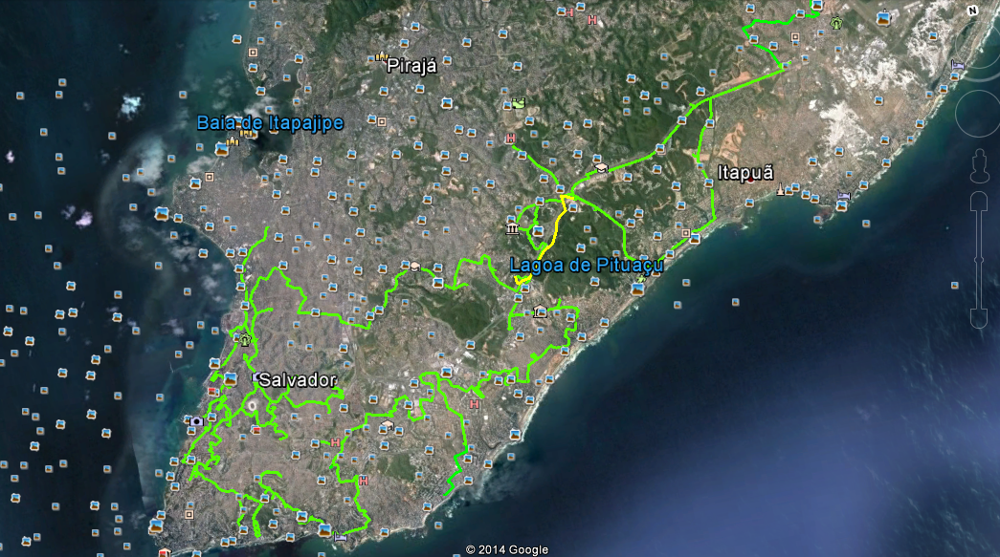 N
Pirajá
Baia de Itapajipe
Itapuã
Lagoa de Pituaçu
Salvador
© 2014 Google